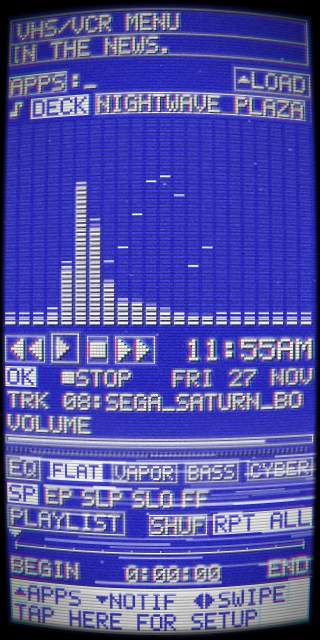 VHS/VCR MENU
IN THE NEWS.
APPS:_ LOAD
DECK NIGHTWAVE PLAZA
11:55AM
OK STOP FRI 27 NOV
TRK 08:SEGA_SATURN_BO
VOLUME
EQ FLAT VAPOR BASS CYBER
SP EP SLP SLO FF
PLAYLIST SHUF RPT ALL
BEGIN 0:00:00 END
APPS NOTIF SWIPE
TAP HERE FOR SETUP